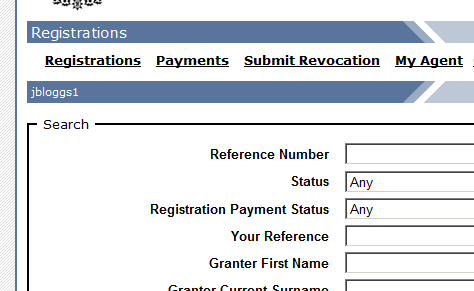 Registrations
Registrations Payments Submit Revocation My Agent
jbloggs1
Search
Reference Number
Status Any
Registration Payment Status Any
Your Reference
Granter First Name
Granter Current Surname